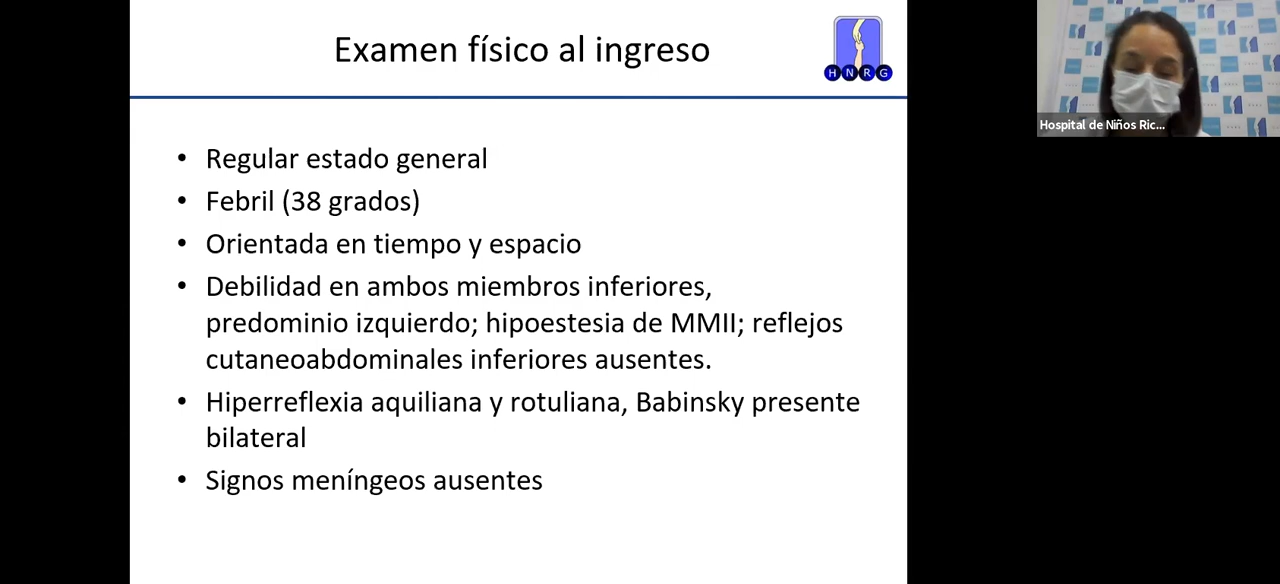 Examen físico al ingreso
H N R G
Hospital de Niños Ric...
• Regular estado general
• Febril (38 grados)
• Orientada en tiempo y espacio
• Debilidad en ambos miembros inferiores,
predominio izquierdo; hipoestesia de MMII; reflejos
cutaneoabdominales inferiores ausentes.
• Hiperreflexia aquiliana y rotuliana, Babinsky presente
bilateral
• Signos meníngeos ausentes